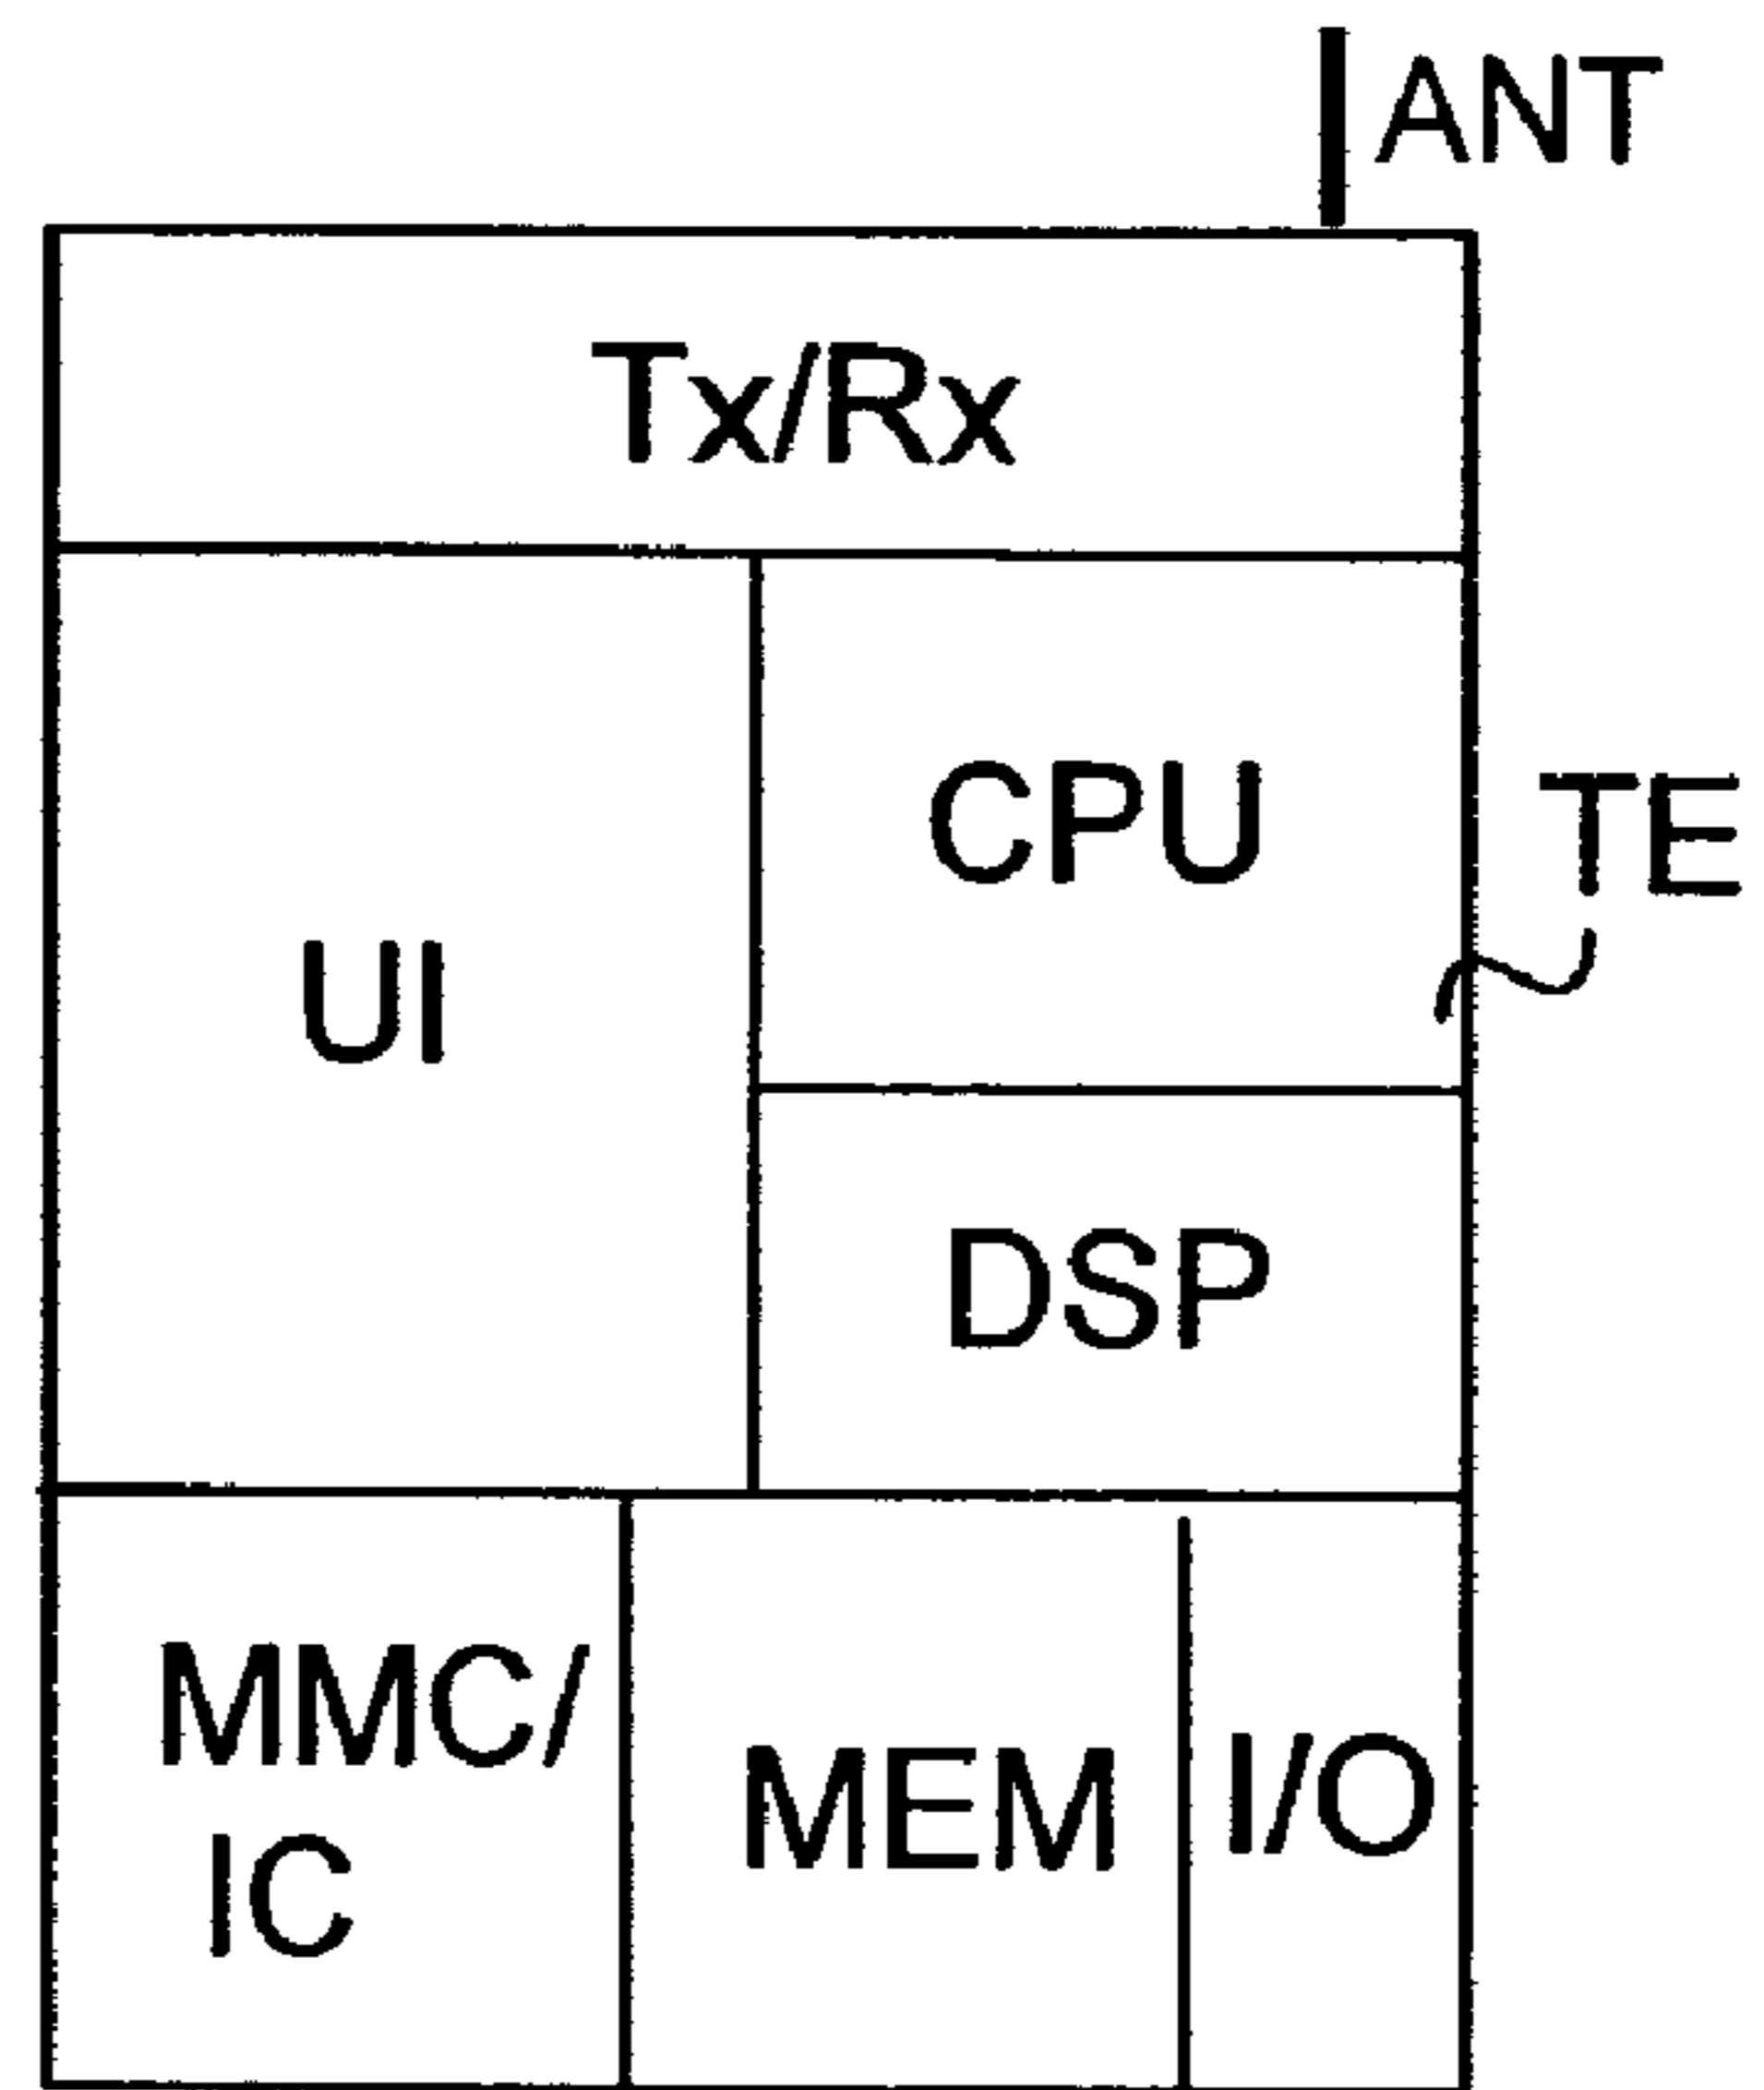 ANT
Tx/Rx
UI
CPU
TE
DSP
MMC/
IC
MEM
I/O